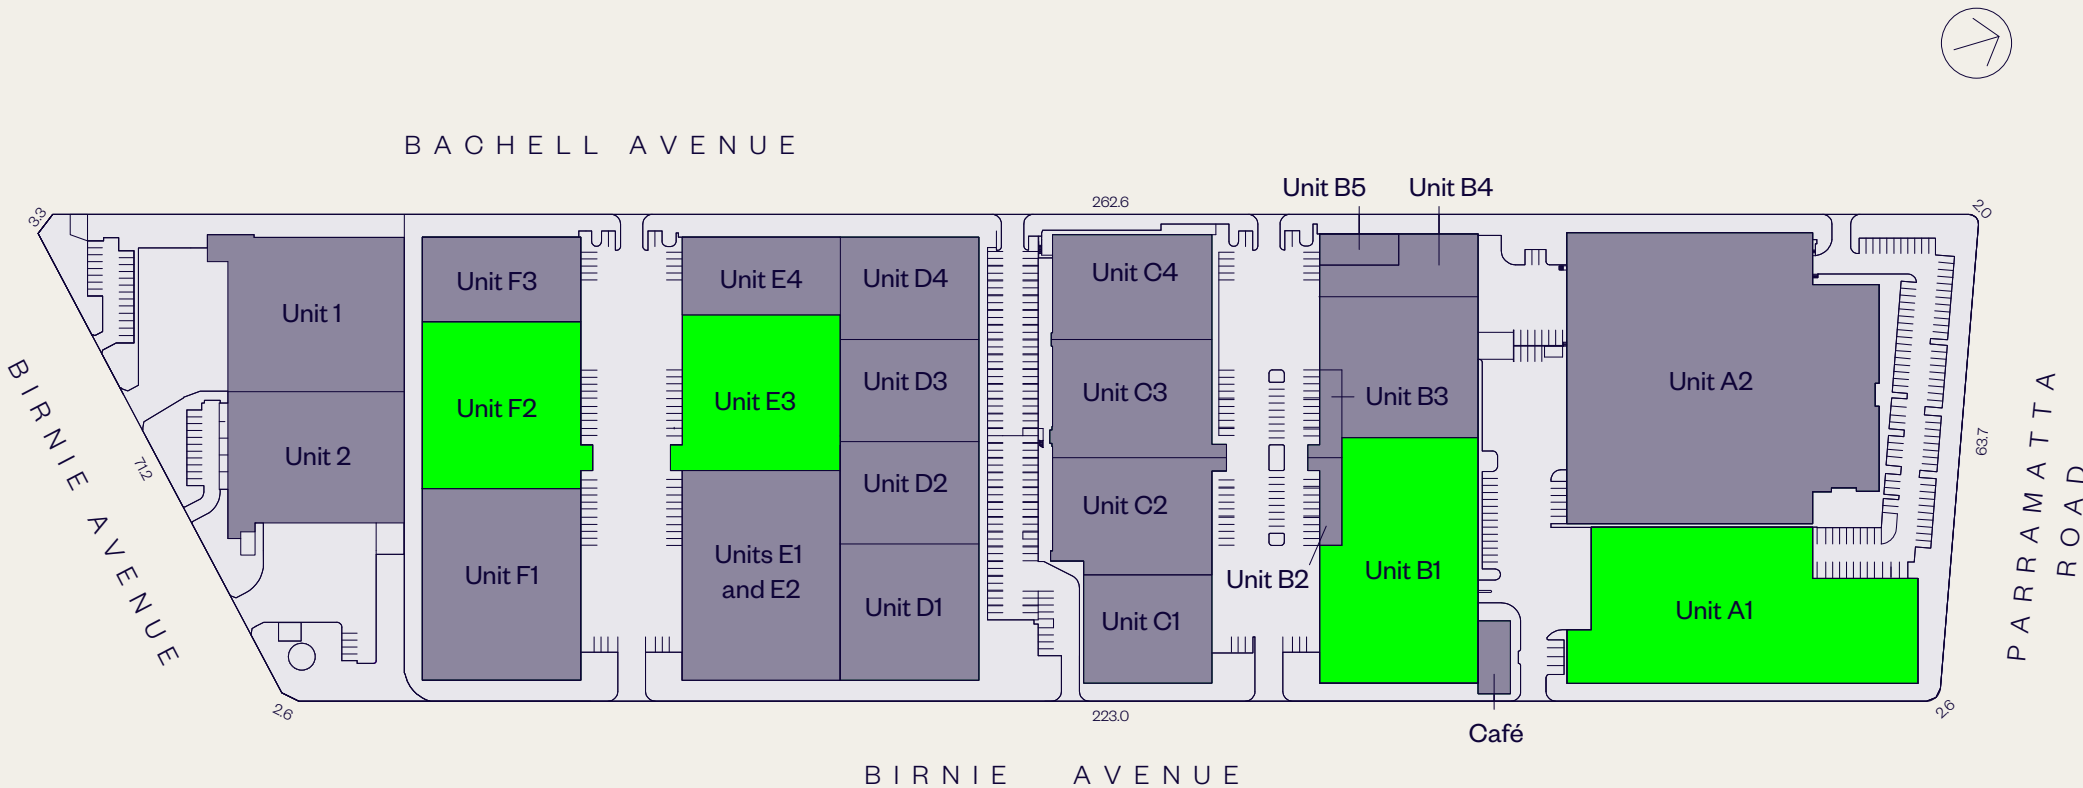 BACHELL AVENUE
Unit B5
Unit B4
262.6
3.3
2.0
Unit F3
Unit E4
Unit D4
Unit C4
Unit 1
Unit D3
Unit C3
Unit B3
Unit A2
Unit F2
Unit E3
BIRNIE AVENUE
71.2
63.7
PARRAMATTA
ROAD
Unit 2
Unit D2
Unit C2
Unit F1
Units E1
and E2
Unit D1
Unit C1
Unit B2
Unit B1
Unit A1
2.6
223.0
2.6
Café
BIRNIE AVENUE